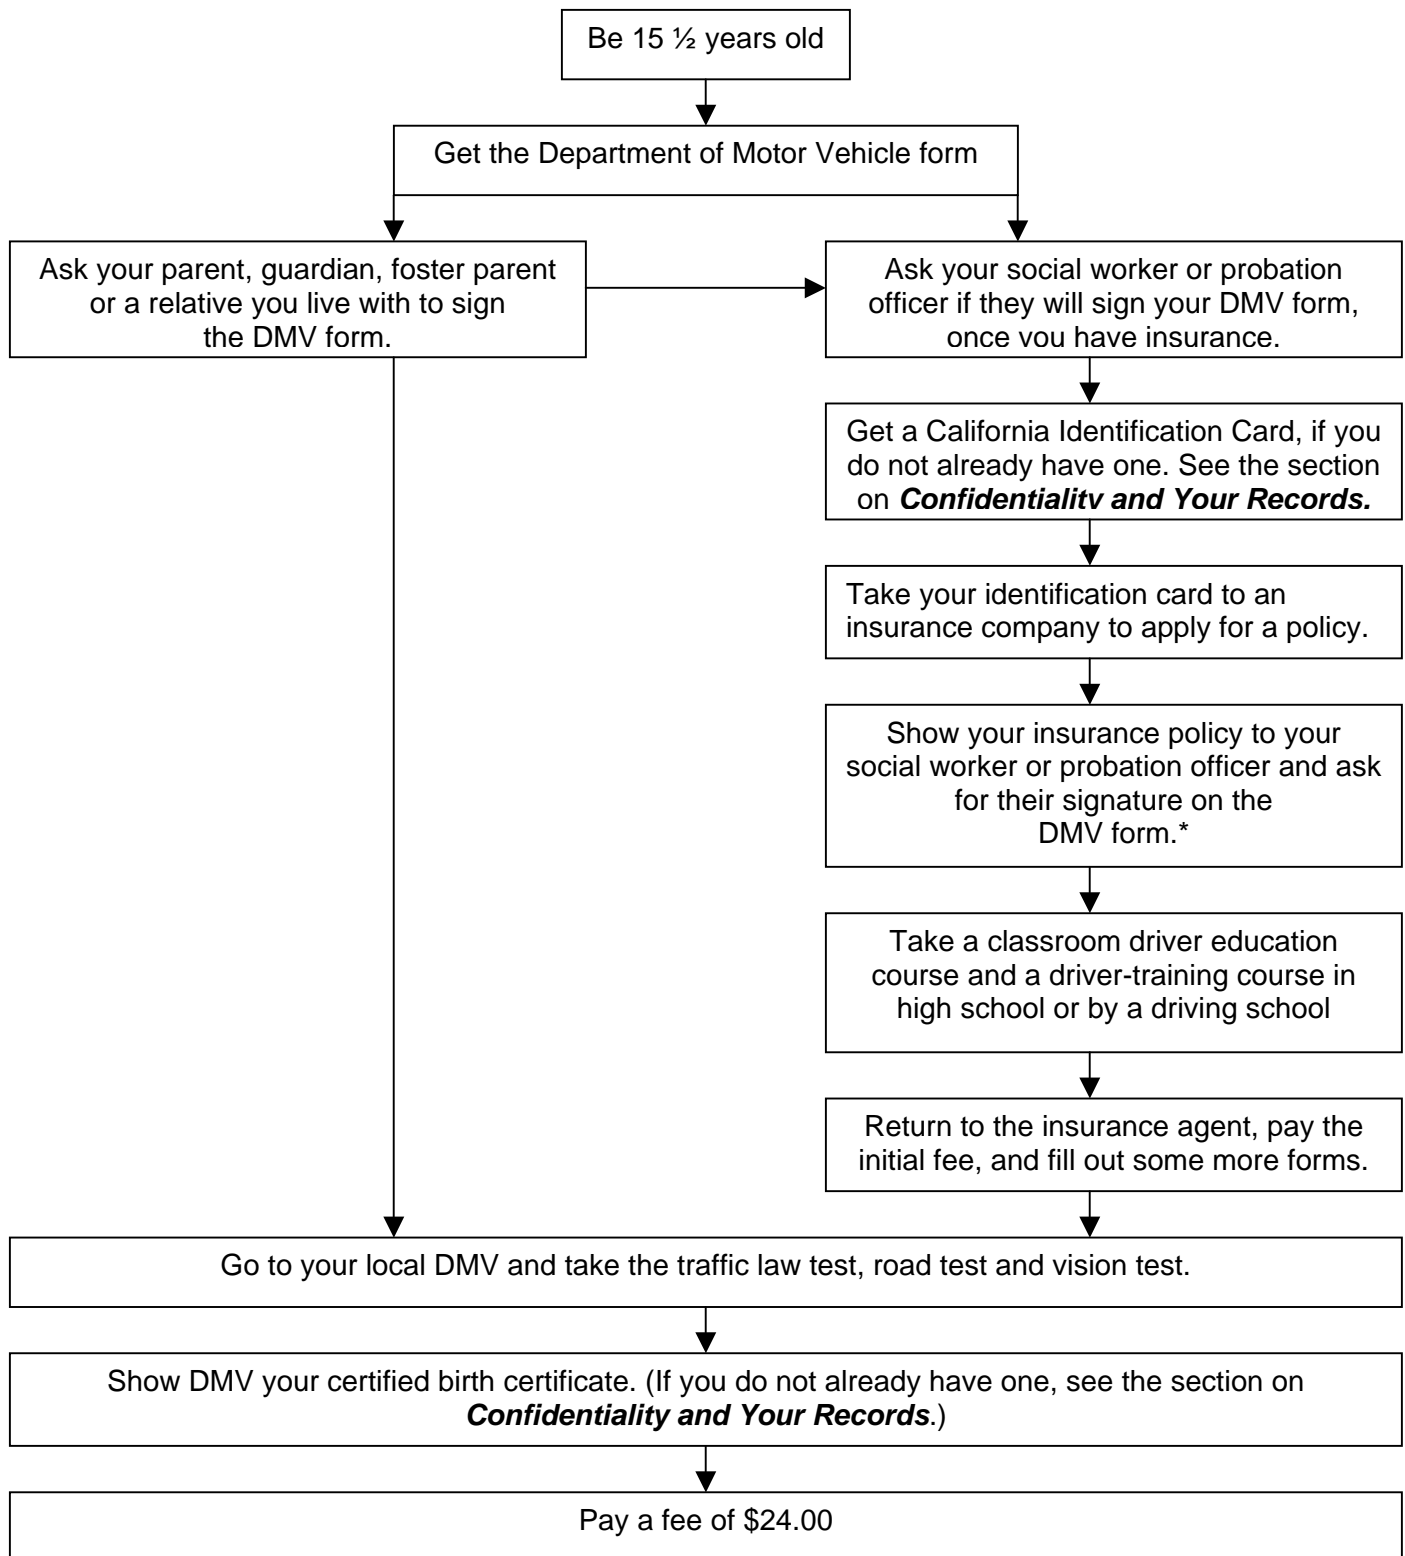 Be 15 ½ years old
Get the Department of Motor Vehicle form
Ask your parent, guardian, foster parent
or a relative you live with to sign
the DMV form.
Ask your social worker or probation
officer if they will sign your DMV form,
once you have insurance.
Get a California Identification Card, if you
do not already have one. See the section
on Confidentiality and Your Records.
Take your identification card to an
insurance company to apply for a policy.
Show your insurance policy to your
social worker or probation officer and ask
for their signature on the
DMV form.*
Take a classroom driver education
course and a driver-training course in
high school or by a driving school
Return to the insurance agent, pay the
initial fee, and fill out some more forms.
Go to your local DMV and take the traffic law test, road test and vision test.
Show DMV your certified birth certificate. (If you do not already have one, see the section on
Confidentiality and Your Records.)
Pay a fee of $24.00